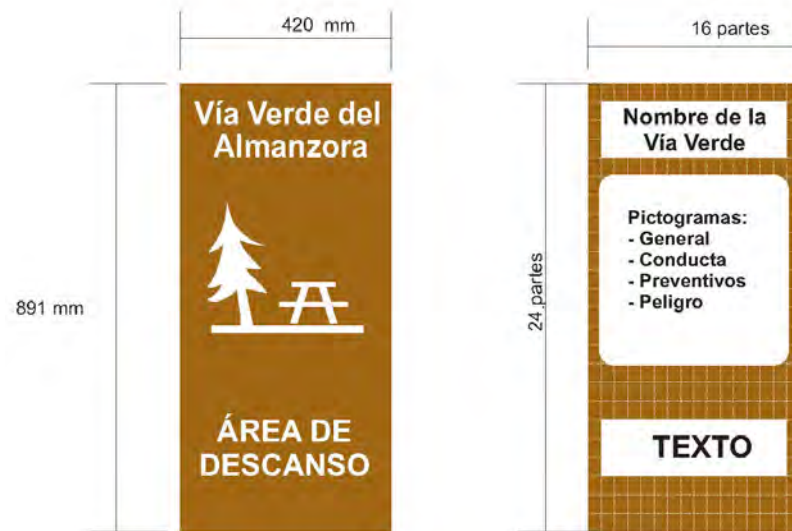 420 mm
16 partes
Vía Verde del
Almanzora
891 mm
ÁREA DE
DESCANSO
Nombre de la
Vía Verde
Pictogramas:
- General
- Conducta
- Preventivos
- Peligro
24 partes
TEXTO